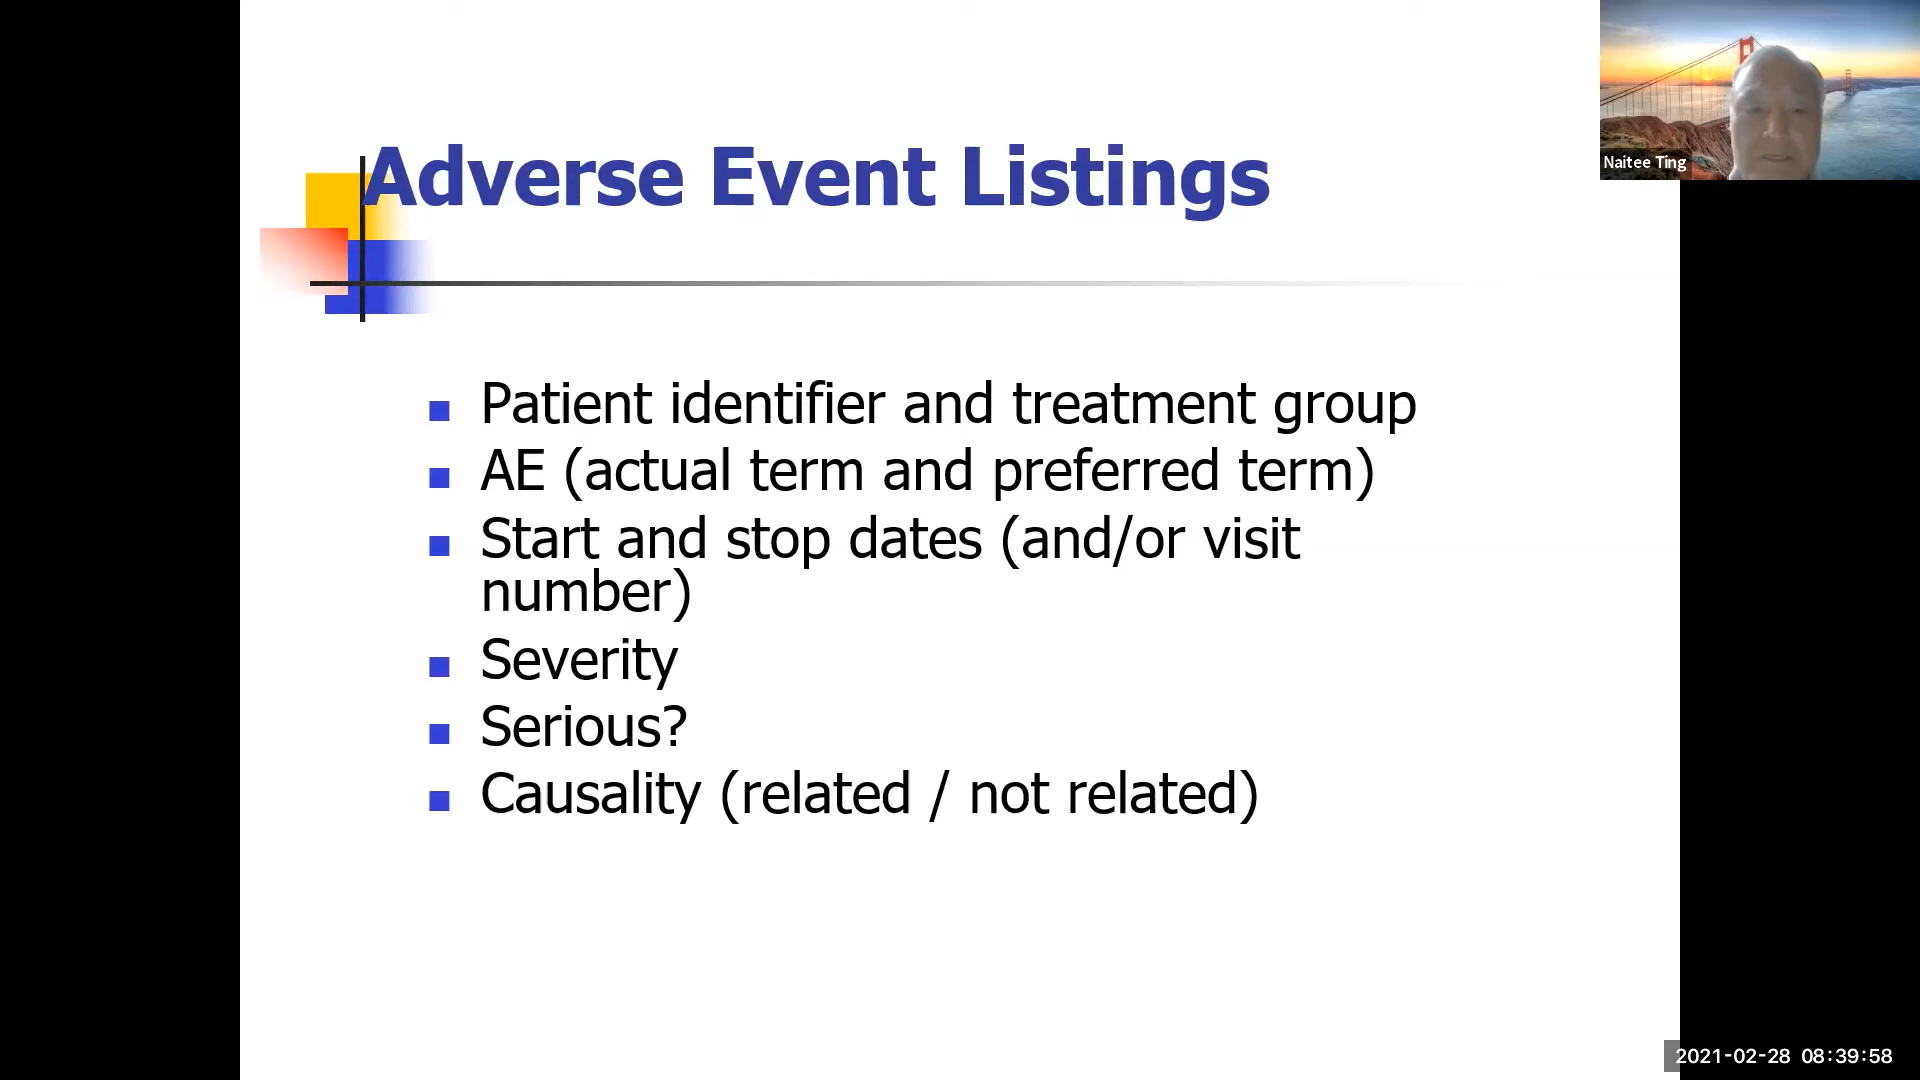 Adverse Event Listings
Naitee Ting
Patient identifier and treatment group
AE (actual term and preferred term)
Start and stop dates (and/or visit
number)
Severity
Serious?
Causality (related / not related)
2021-02-28 08:39:58